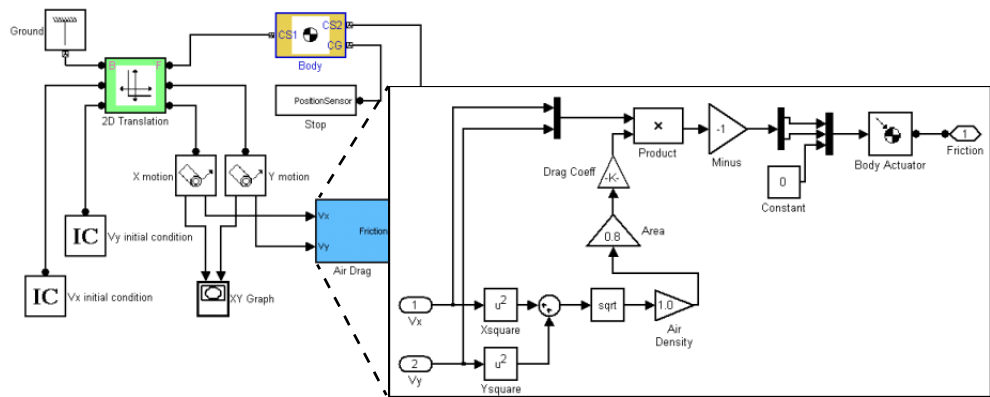 Ground
B
F
2D Translation
CS1
CS2
CG
Body
PositionSensor
Stop
X motion
Y motion
IC
Vy initial condition
IC
Vx initial condition
XY Graph
Vx
Vy
Friction
Air Drag
×
Product
-1
Minus
Body Actuator
1
Friction
Drag Coeff
-K-
0
Constant
0.8
Area
1
Vx
u²
Xsquare
sqrt
1.0
Air
Density
2
Vy
u²
Ysquare